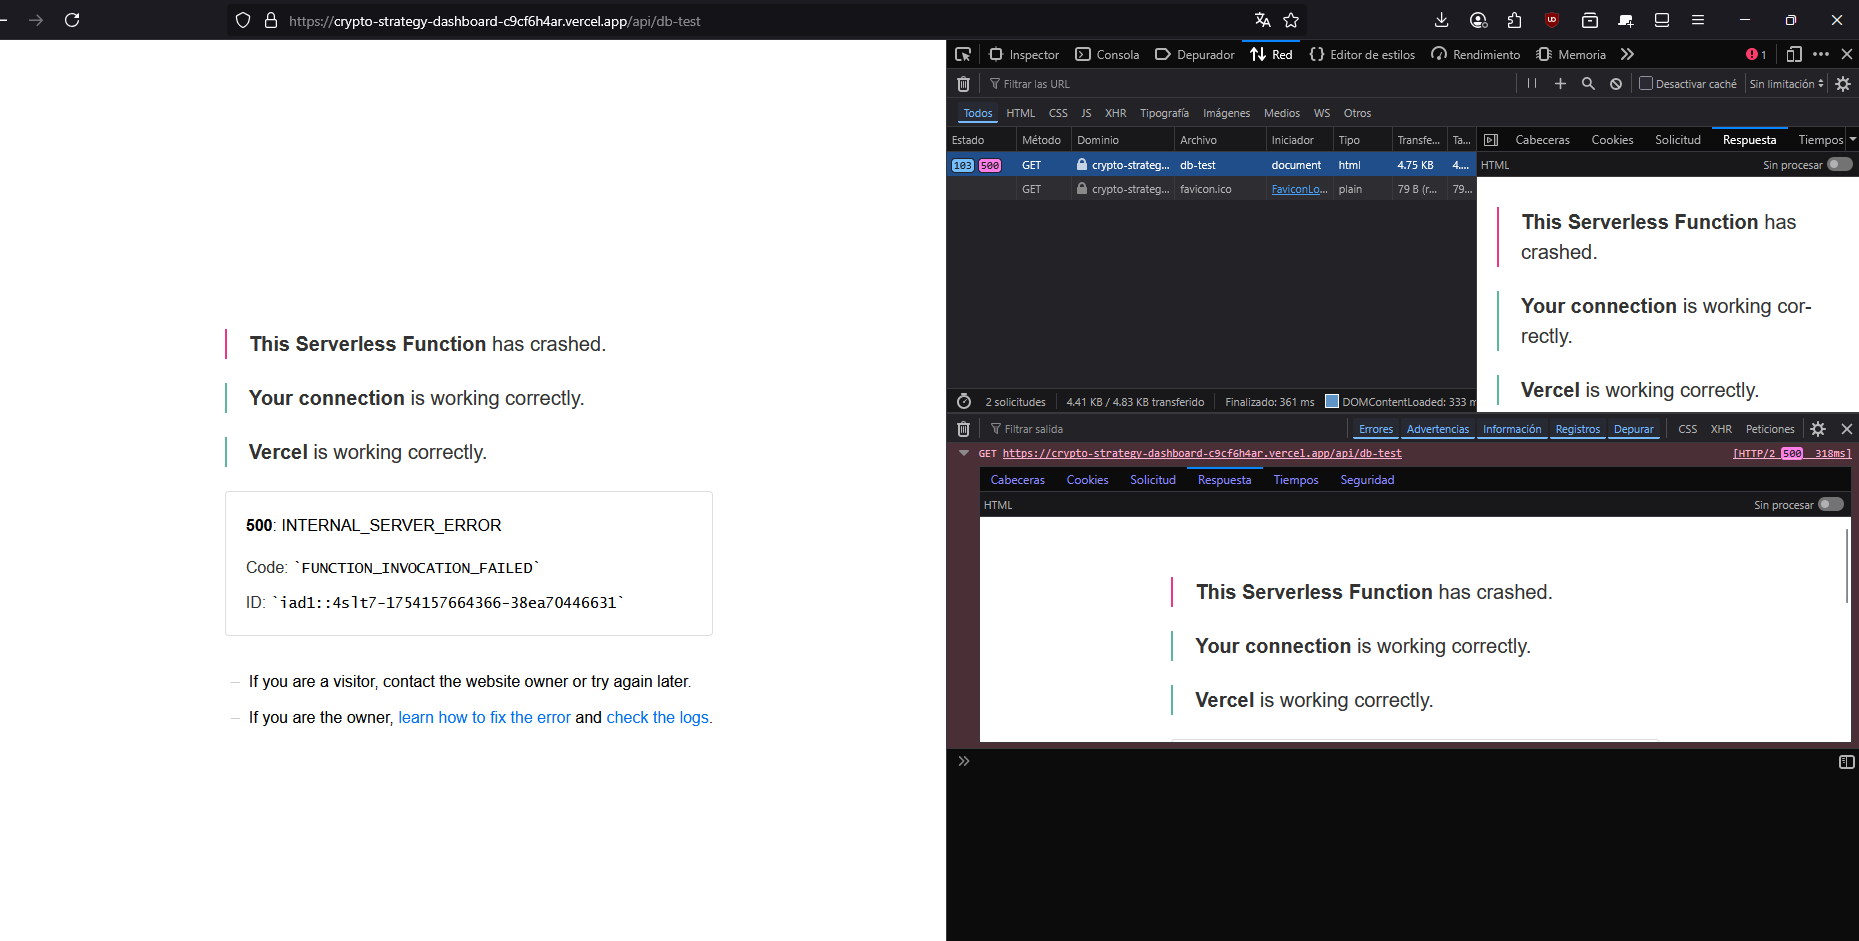 https://crypto-strategy-dashboard-c9cf6h4ar.vercel.app/api/db-test
This Serverless Function has crashed.
Your connection is working correctly.
Vercel is working correctly.
500: INTERNAL_SERVER_ERROR
Code: `FUNCTION_INVOCATION_FAILED`
ID: `iad1::4slt7-1754157664366-38ea70446631`
– If you are a visitor, contact the website owner or try again later.
– If you are the owner, learn how to fix the error and check the logs.
Inspector Consola Depurador Red Editor de estilos Rendimiento Memoria 1
Filtrar las URL Desactivar caché Sin limitación
Todos HTML CSS JS XHR Tipografía Imágenes Medios WS Otros
Estado Método Dominio Archivo Iniciador Tipo Transfe... Ta...
103 500 GET crypto-strateg... db-test document html 4.75 KB 4....
GET crypto-strateg... favicon.ico FaviconLo... plain 79 B (r... 79...
2 solicitudes 4.41 KB / 4.83 KB transferido Finalizado: 361 ms DOMContentLoaded: 333 m
Cabeceras Cookies Solicitud Respuesta Tiempos
HTML Sin procesar
This Serverless Function has
crashed.
Your connection is working cor-
rectly.
Vercel is working correctly.
Filtrar salida Errores Advertencias Información Registros Depurar CSS XHR Peticiones
GET https://crypto-strategy-dashboard-c9cf6h4ar.vercel.app/api/db-test [HTTP/2 500 318ms]
Cabeceras Cookies Solicitud Respuesta Tiempos Seguridad
HTML Sin procesar
This Serverless Function has crashed.
Your connection is working correctly.
Vercel is working correctly.